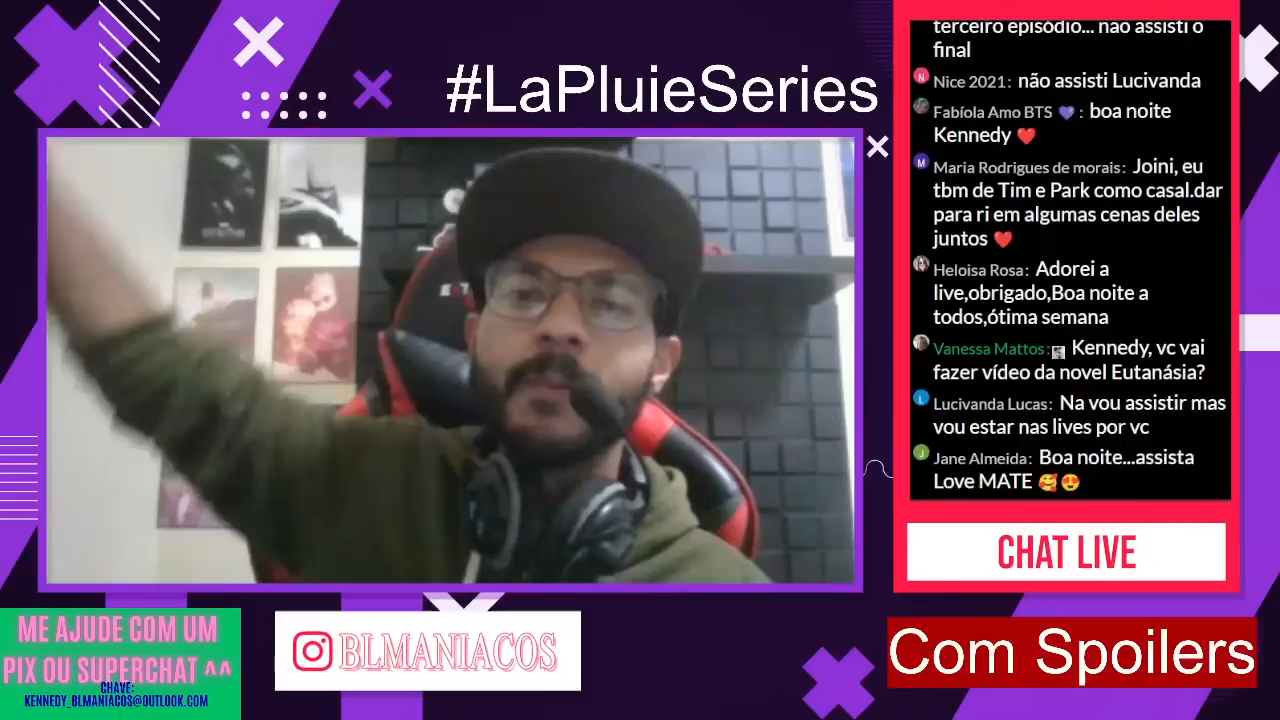 #LaPluieSeries
terceiro episódio... não assisti o
final
Nice 2021: não assisti Lucivanda
Fabíola Amo BTS 💜 : boa noite
Kennedy ❤️
Maria Rodrigues de morais: Joini, eu
tbm de Tim e Park como casal.dar
para ri em algumas cenas deles
juntos ❤️
Heloisa Rosa: Adorei a
live,obrigado,Boa noite a
todos,ótima semana
Vanessa Mattos: Kennedy, vc vai
fazer vídeo da novel Eutanásia?
Lucivanda Lucas: Na vou assistir mas
vou estar nas lives por vc
Jane Almeida: Boa noite...assista
Love MATE 🥰😍
CHAT LIVE
ME AJUDE COM UM
PIX OU SUPERCHAT ^^
CHAVE:
KENNEDY_BLMANIACOS@OUTLOOK.COM
BLMANIACOS
Com Spoilers